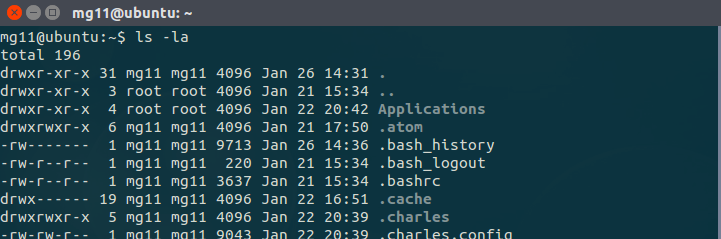 mg11@ubuntu: ~
mg11@ubuntu:~$ ls -la
total 196
drwxr-xr-x 31 mg11 mg11 4096 Jan 26 14:31 .
drwxr-xr-x  3 root root 4096 Jan 21 15:34 ..
drwxr-xr-x  4 root root 4096 Jan 22 20:42 Applications
drwxrwxr-x  6 mg11 mg11 4096 Jan 21 17:50 .atom
-rw-------  1 mg11 mg11 9713 Jan 26 14:36 .bash_history
-rw-r--r--  1 mg11 mg11  220 Jan 21 15:34 .bash_logout
-rw-r--r--  1 mg11 mg11 3637 Jan 21 15:34 .bashrc
drwx------ 19 mg11 mg11 4096 Jan 22 16:51 .cache
drwxrwxr-x  5 mg11 mg11 4096 Jan 22 20:39 .charles
-rw-rw-r--  1 mg11 mg11 9043 Jan 22 20:39 .charles.config